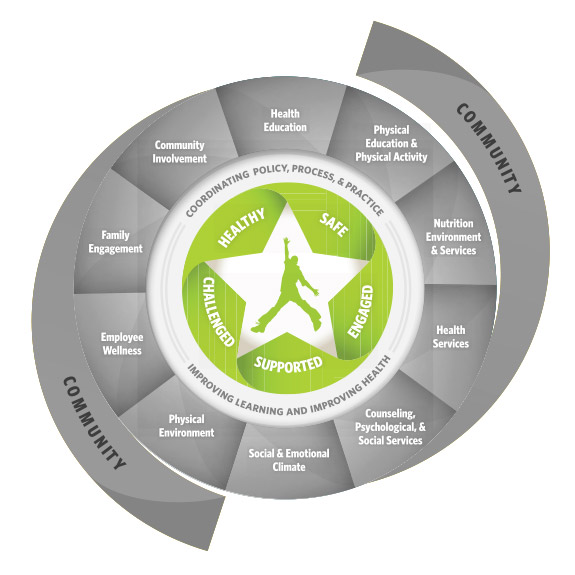 COMMUNITY
Health
Education
Physical
Education &
Physical Activity
Nutrition
Environment
& Services
Health
Services
Counseling,
Psychological, &
Social Services
Social & Emotional
Climate
Physical
Environment
Employee
Wellness
Family
Engagement
Community
Involvement
COORDINATING POLICY, PROCESS, & PRACTICE
HEALTHY
SAFE
ENGAGED
SUPPORTED
CHALLENGED
IMPROVING LEARNING AND IMPROVING HEALTH
COMMUNITY